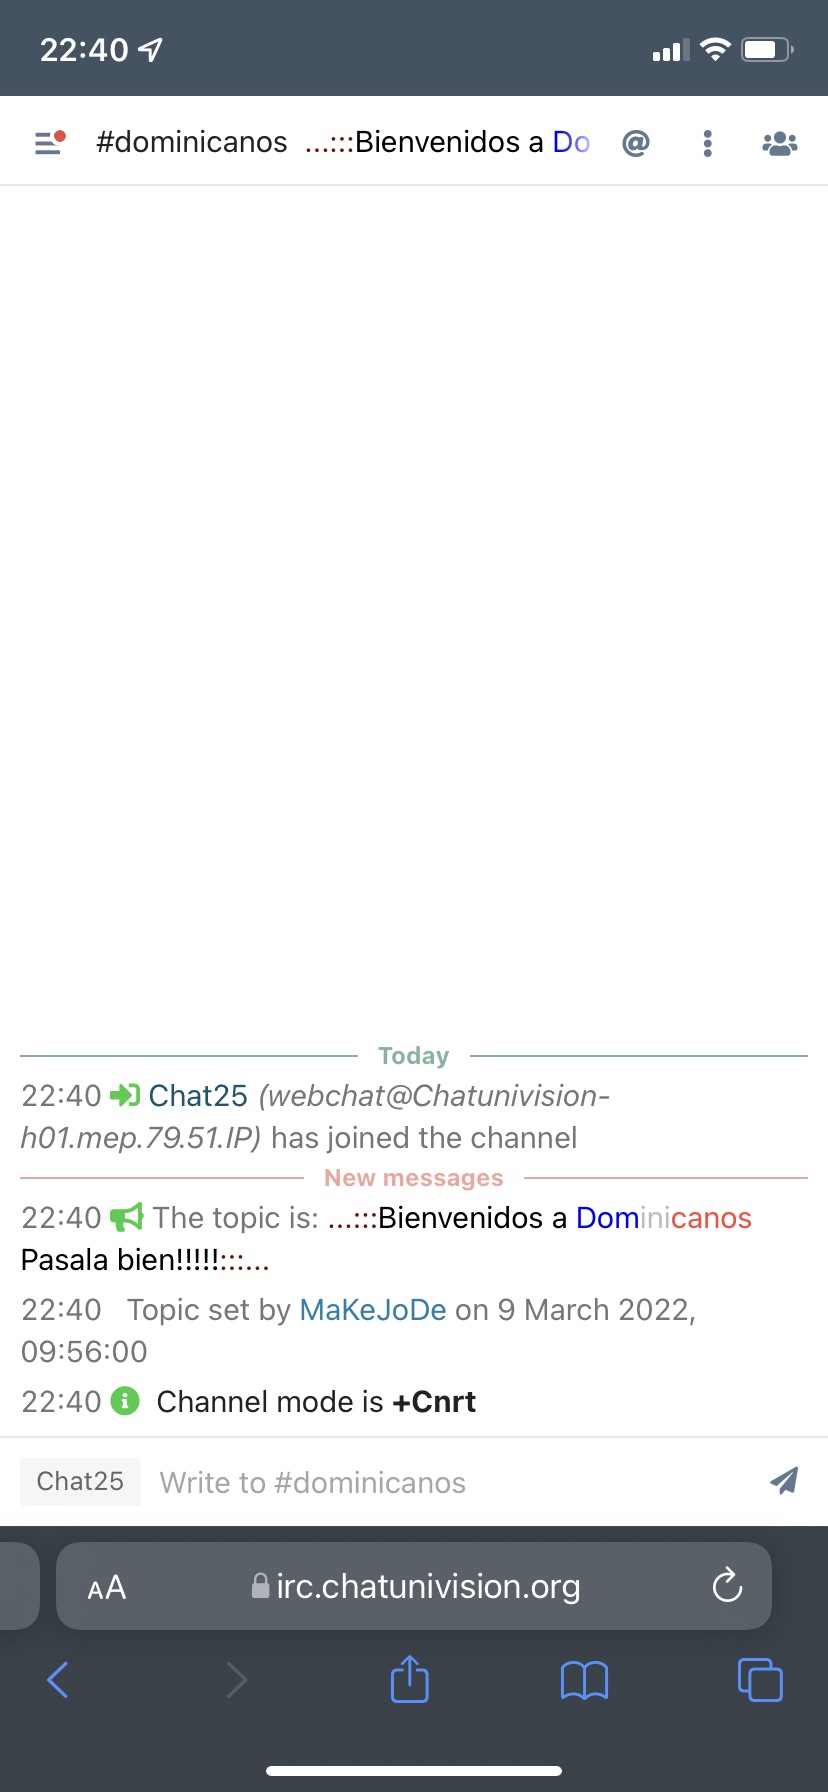 22:40
#dominicanos ...:::Bienvenidos a Do @
Today
22:40 Chat25 (webchat@Chatunivision-
h01.mep.79.51.IP) has joined the channel
New messages
22:40 The topic is: ...:::Bienvenidos a Dominicanos
Pasala bien!!!!!:::...
22:40 Topic set by MaKeJoDe on 9 March 2022,
09:56:00
22:40 Channel mode is +Cnrt
Chat25 Write to #dominicanos
AA irc.chatunivision.org